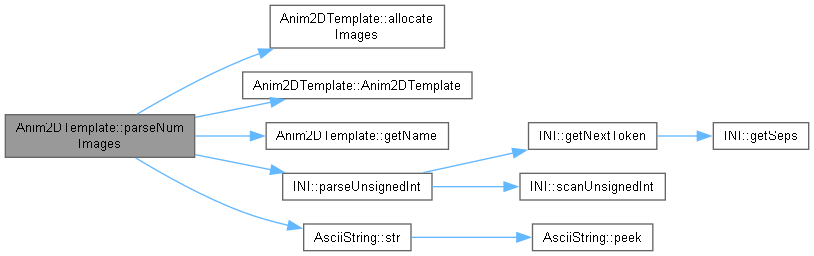 Anim2DTemplate::parseNum
Images
Anim2DTemplate::allocate
Images
Anim2DTemplate::Anim2DTemplate
Anim2DTemplate::getName
INI::parseUnsignedInt
AsciiString::str
INI::getNextToken
INI::scanUnsignedInt
AsciiString::peek
INI::getSeps